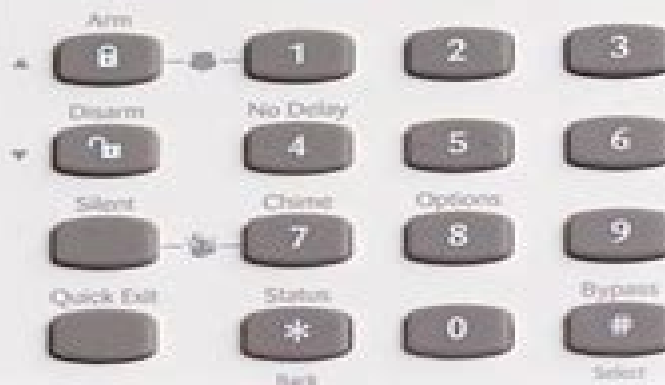 Arm
1 2 3
Disarm No Delay
4 5 6
Silent Chime Options
7 8 9
Quick Exit Status Bypass
* 0 #
Back Select